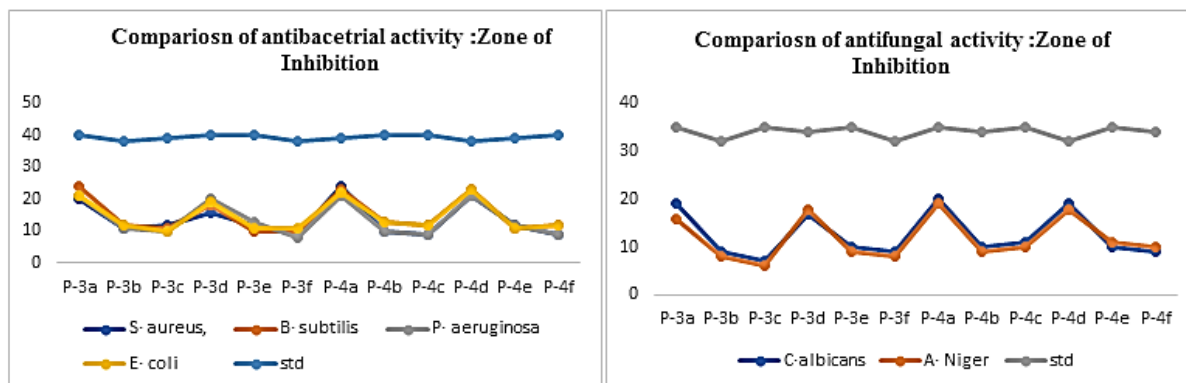 Compariosn of antibacetrial activity :Zone of
Inhibition
50
40
30
20
10
0
P-3a P-3b P-3c P-3d P-3e P-3f P-4a P-4b P-4c P-4d P-4e P-4f
S· aureus, B· subtilis P· aeruginosa
E· coli std
Compariosn of antifungal activity :Zone of
Inhibition
40
30
20
10
0
P-3a P-3b P-3c P-3d P-3e P-3f P-4a P-4b P-4c P-4d P-4e P-4f
C·albicans A· Niger std